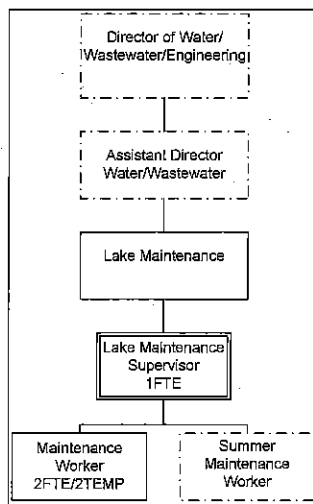 Director of Water/
Wastewater/Engineering
Assistant Director
Water/Wastewater
Lake Maintenance
Lake Maintenance
Supervisor
1FTE
Maintenance
Worker
2FTE/2TEMP
Summer
Maintenance
Worker